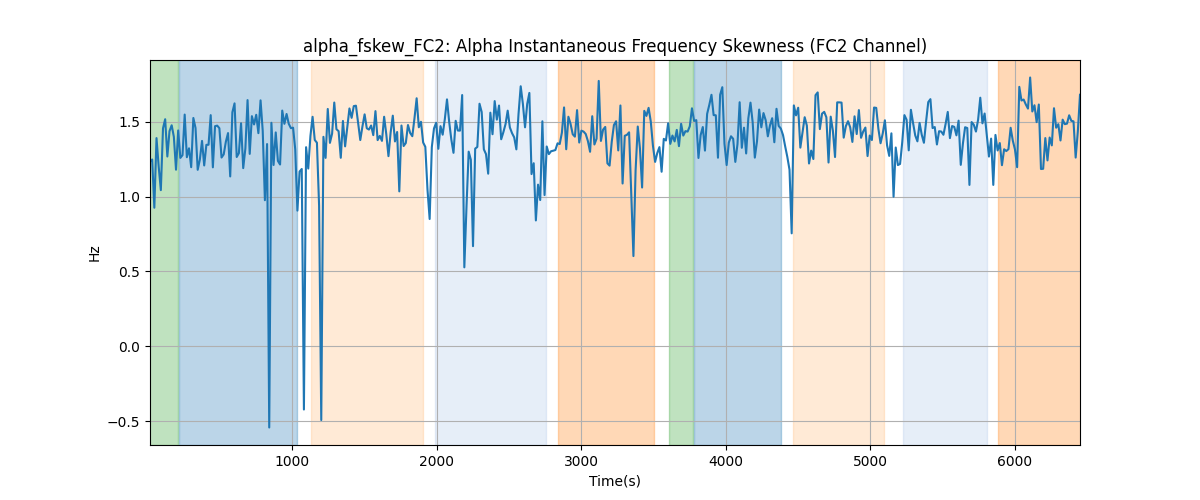 alpha_fskew_FC2: Alpha Instantaneous Frequency Skewness (FC2 Channel)
Hz
1.5
1.0
0.5
0.0
−0.5
1000 2000 3000 4000 5000 6000
Time(s)